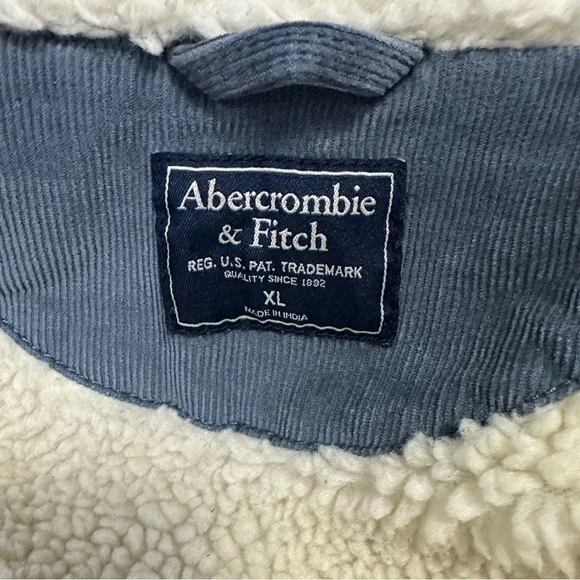 Abercrombie
& Fitch
REG. U.S. PAT. TRADEMARK
QUALITY SINCE 1892
XL
MADE IN INDIA